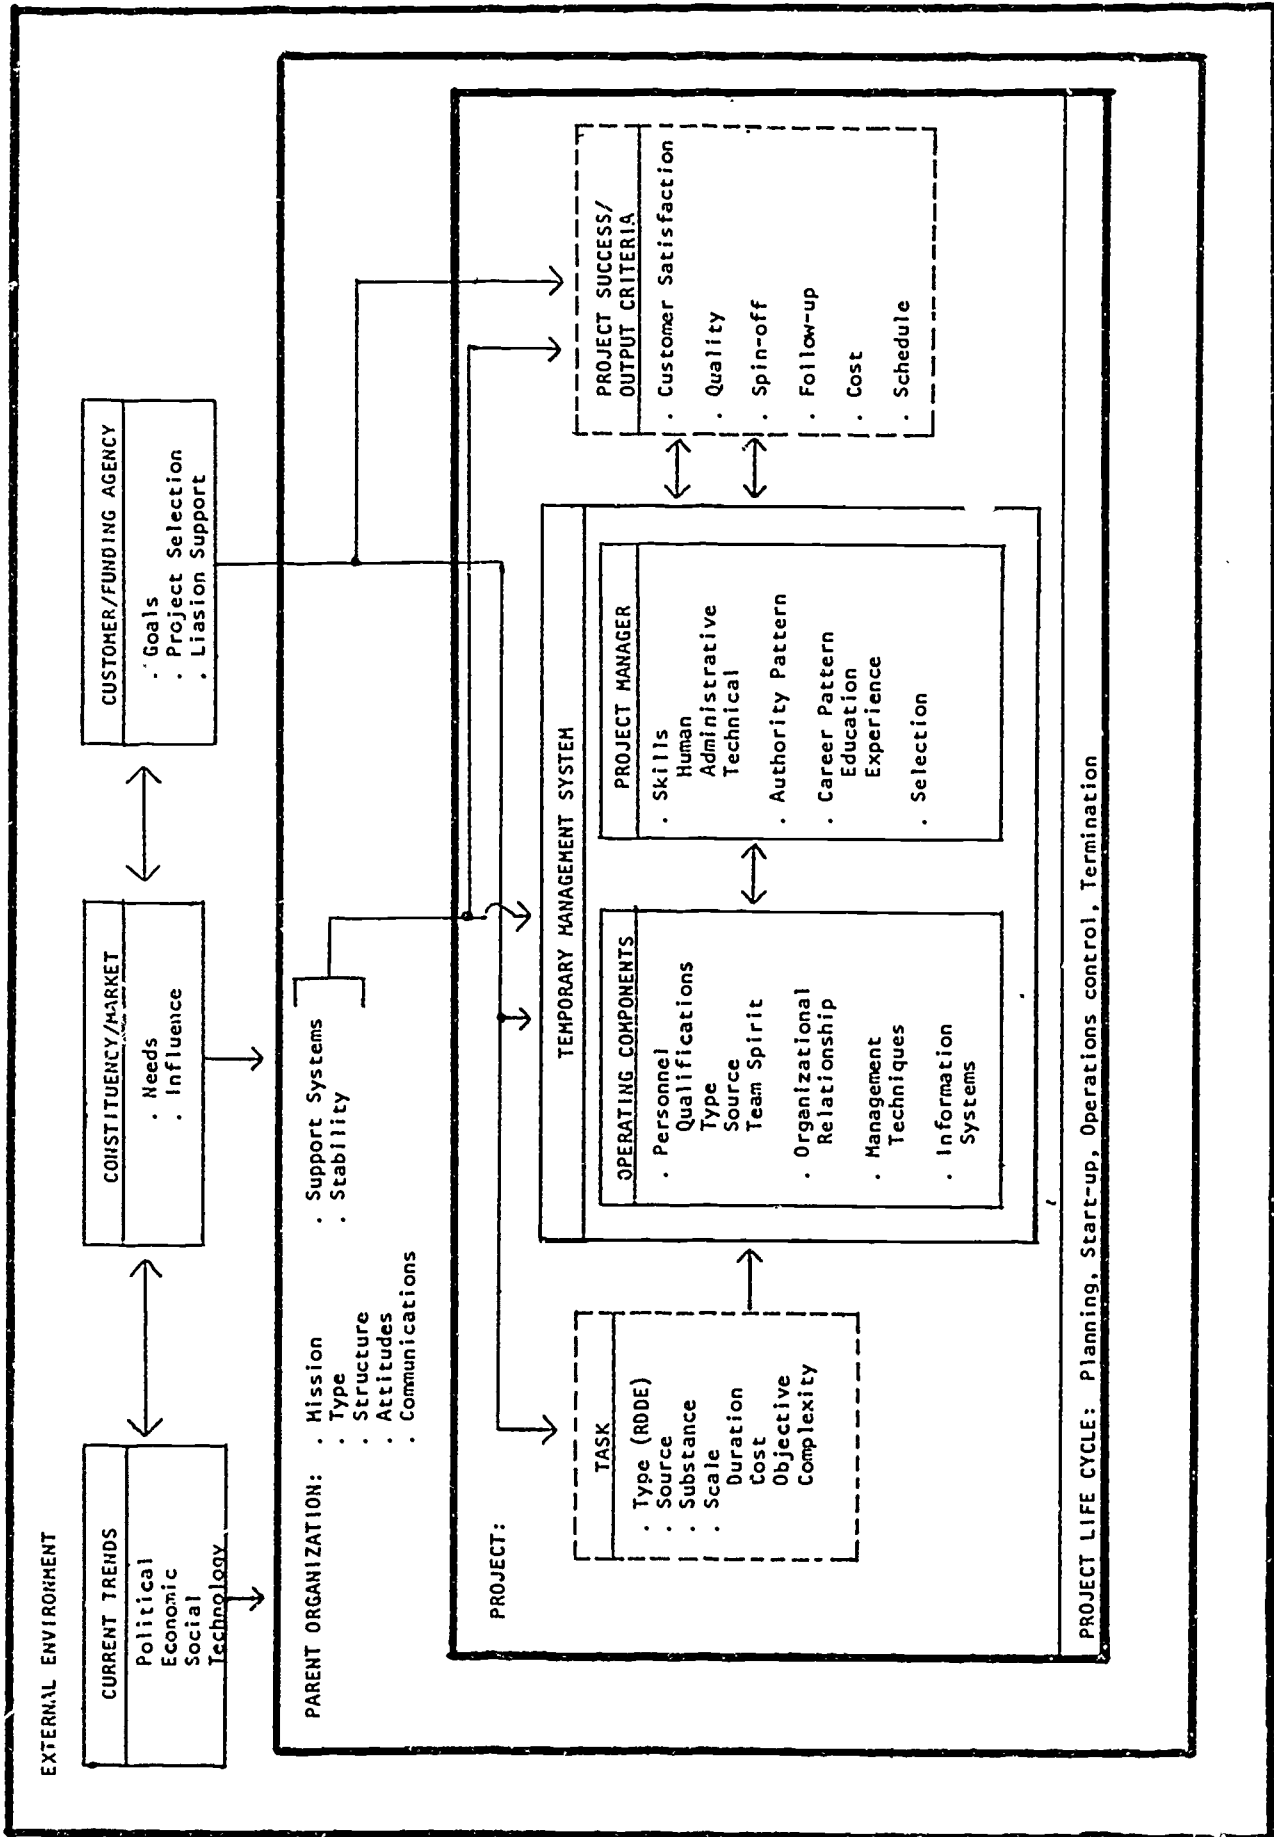 EXTERNAL ENVIRONMENT
CURRENT TRENDS
Political
Economic
Social
Technology
CONSTITUENCY/MARKET
. Needs
. Influence
CUSTOMER/FUNDING AGENCY
. Goals
. Project Selection
. Liasion Support
PARENT ORGANIZATION:
. Mission
. Type
. Structure
. Attitudes
. Communications
. Support Systems
. Stability
PROJECT:
TASK
. Type (RDDE)
. Source
. Substance
. Scale
Duration
Cost
Objective
Complexity
TEMPORARY MANAGEMENT SYSTEM
OPERATING COMPONENTS
. Personnel
Qualifications
Type
Source
Team Spirit
. Organizational
Relationship
. Management
Techniques
. Information
Systems
PROJECT MANAGER
. Skills
Human
Administrative
Technical
. Authority Pattern
. Career Pattern
Education
Experience
. Selection
PROJECT SUCCESS/
OUTPUT CRITERIA
. Customer Satisfaction
. Quality
. Spin-off
. Follow-up
. Cost
. Schedule
PROJECT LIFE CYCLE: Planning, Start-up, Operations control, Termination